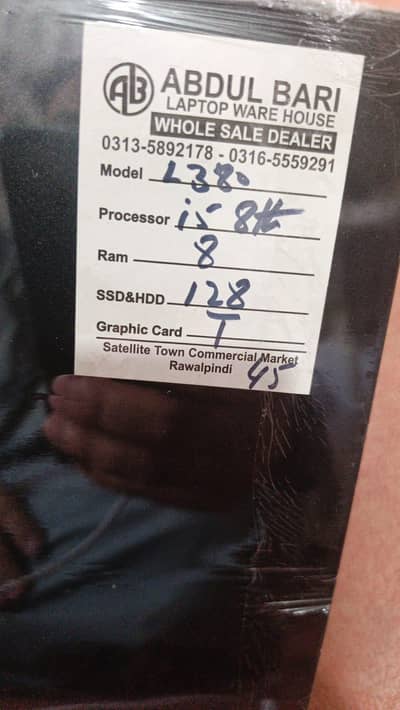 AB ABDUL BARI
LAPTOP WARE HOUSE
WHOLE SALE DEALER
0313-5892178 - 0316-5559291
Model L380
Processor i5 8th
Ram 8
SSD&HDD 128
Graphic Card T
Satellite Town Commercial Market
Rawalpindi 45